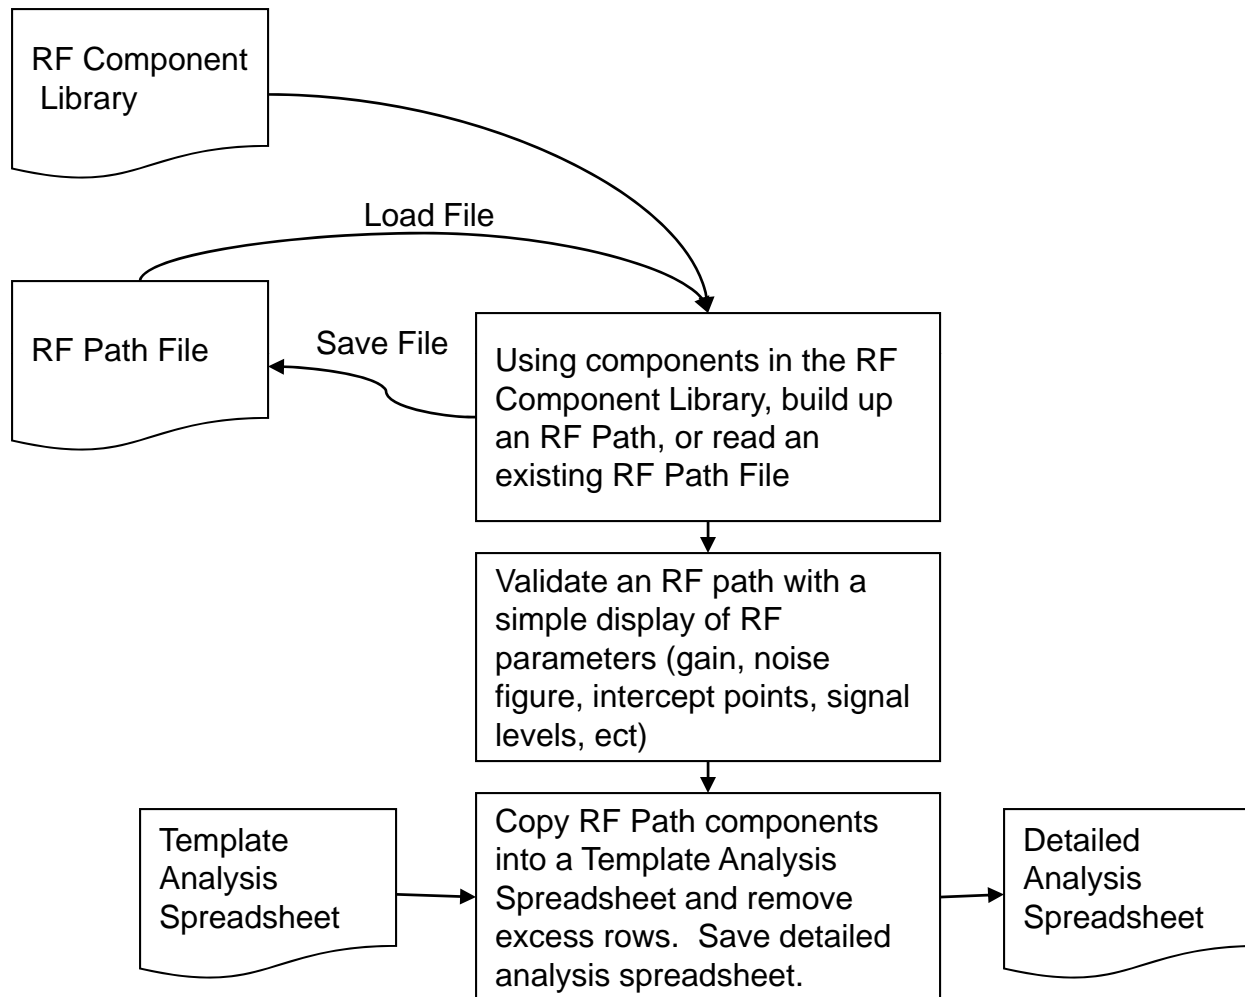 RF Component
Library
Load File
RF Path File
Save File
Using components in the RF
Component Library, build up
an RF Path, or read an
existing RF Path File
Validate an RF path with a
simple display of RF
parameters (gain, noise
figure, intercept points, signal
levels, ect)
Template
Analysis
Spreadsheet
Copy RF Path components
into a Template Analysis
Spreadsheet and remove
excess rows.  Save detailed
analysis spreadsheet.
Detailed
Analysis
Spreadsheet